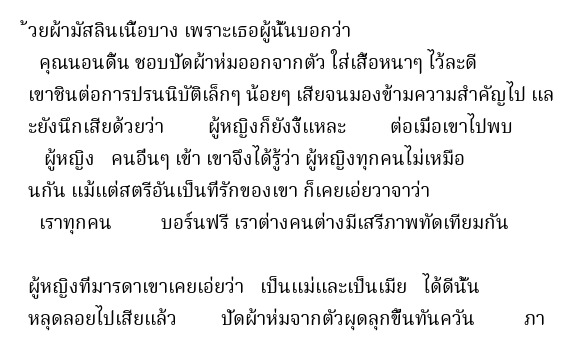 ้วยผ้ามัสลินเนื้อบาง เพราะเธอผู้นั้นบอกว่า
คุณนอนดิ้น ชอบปัดผ้าห่มออกจากตัว ใส่เสื้อหนาๆ ไว้ละดี
เขาชินต่อการปรนนิบัติเล็กๆ น้อยๆ เสียจนมองข้ามความสำคัญไป แล
ะยังนึกเสียด้วยว่า ผู้หญิงก็ยังงี้แหละ ต่อเมื่อเขาไปพบ
ผู้หญิง คนอื่นๆ เข้า เขาจึงได้รู้ว่า ผู้หญิงทุกคนไม่เหมือ
นกัน แม้แต่สตรีอันเป็นที่รักของเขา ก็เคยเอ่ยวาจาว่า
เราทุกคน บอร์นฟรี เราต่างคนต่างมีเสรีภาพทัดเทียมกัน
ผู้หญิงที่มารดาเขาเคยเอ่ยว่า เป็นแม่และเป็นเมีย ได้ดีนั้น
หลุดลอยไปเสียแล้ว ปัดผ้าห่มจากตัวผุดลุกขึ้นทันควัน ภา